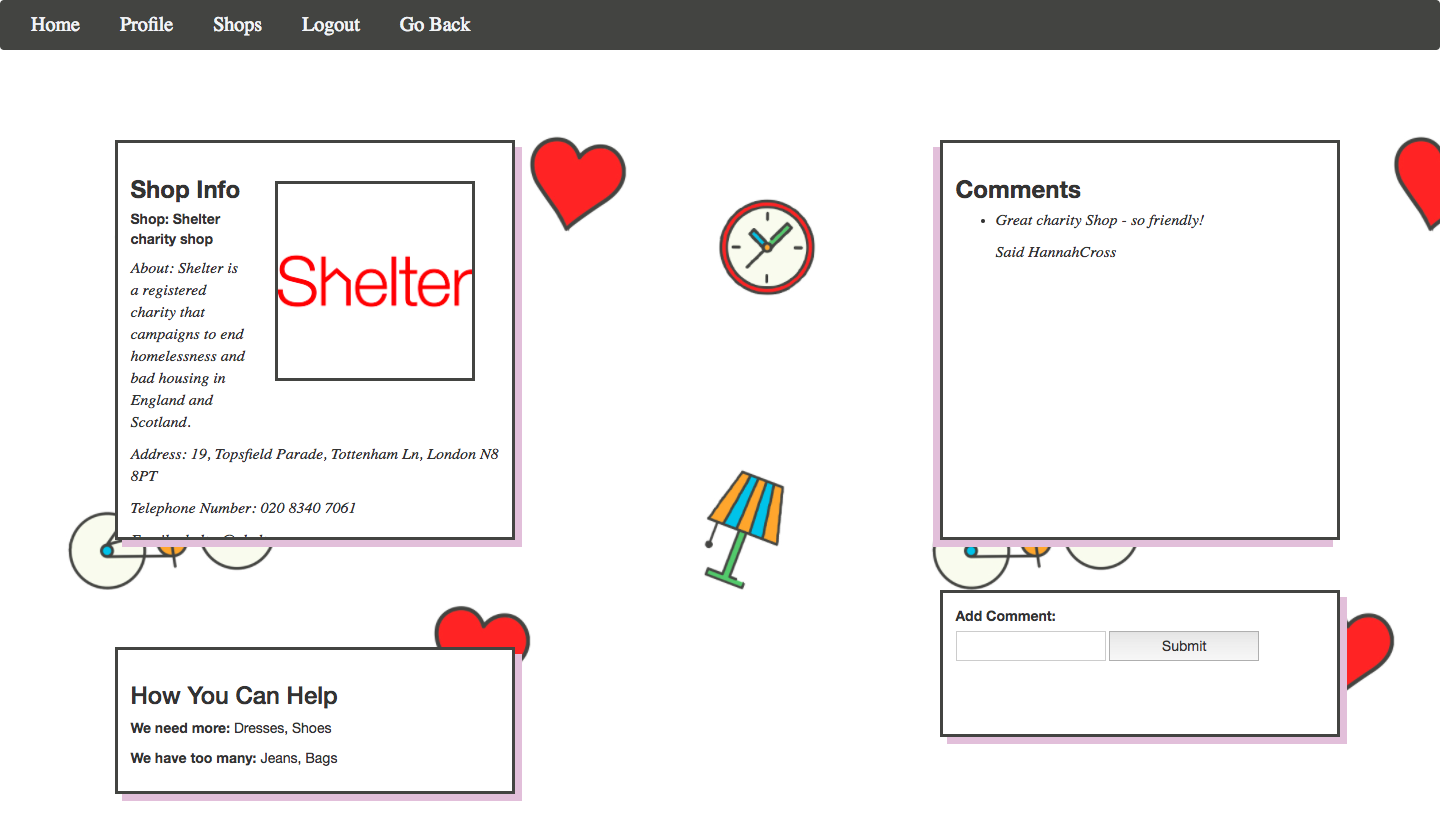 Home Profile Shops Logout Go Back
Shop Info
Shop: Shelter
charity shop
About: Shelter is
a registered
charity that
campaigns to end
homelessness and
bad housing in
England and
Scotland.
Shelter
Address: 19, Topsfield Parade, Tottenham Ln, London N8
8PT
Telephone Number: 020 8340 7061
How You Can Help
We need more: Dresses, Shoes
We have too many: Jeans, Bags
Comments
• Great charity Shop - so friendly!
Said HannahCross
Add Comment:
Submit